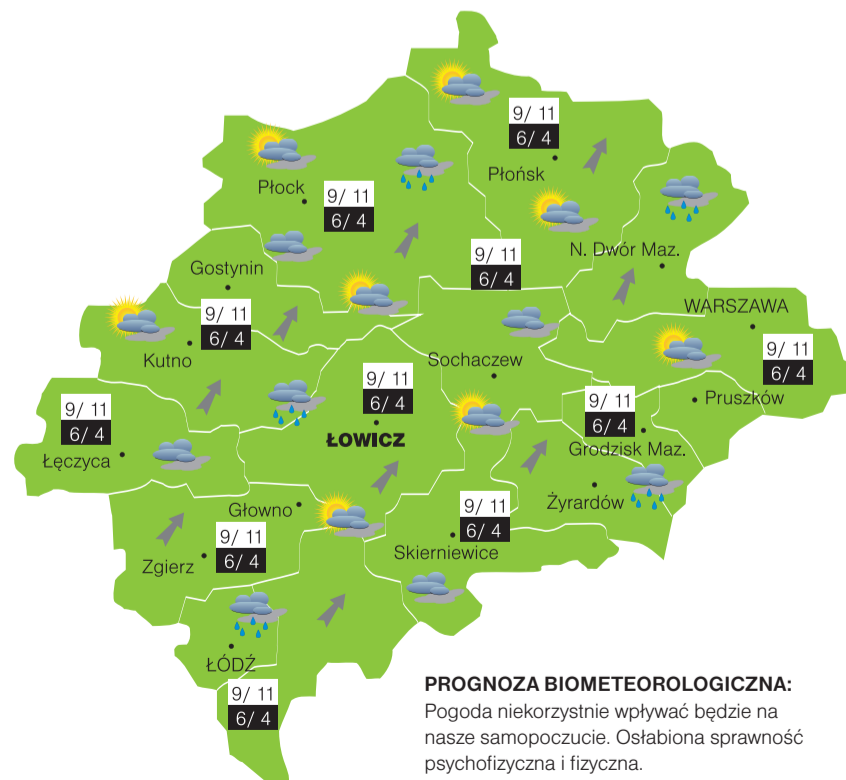 9/ 11
6/ 4
Płońsk
Płock
9/ 11
6/ 4
N. Dwór Maz.
9/ 11
6/ 4
Gostynin
WARSZAWA
9/ 11
6/ 4
Kutno
9/ 11
6/ 4
Sochaczew
9/ 11
6/ 4
ŁOWICZ
Pruszków
9/ 11
6/ 4
Grodzisk Maz.
9/ 11
6/ 4
Łęczyca
Żyrardów
Głowno
9/ 11
6/ 4
Skierniewice
9/ 11
6/ 4
Zgierz
ŁÓDŹ
9/ 11
6/ 4
PROGNOZA BIOMETEOROLOGICZNA:
Pogoda niekorzystnie wpływać będzie na
nasze samopoczucie. Osłabiona sprawność
psychofizyczna i fizyczna.